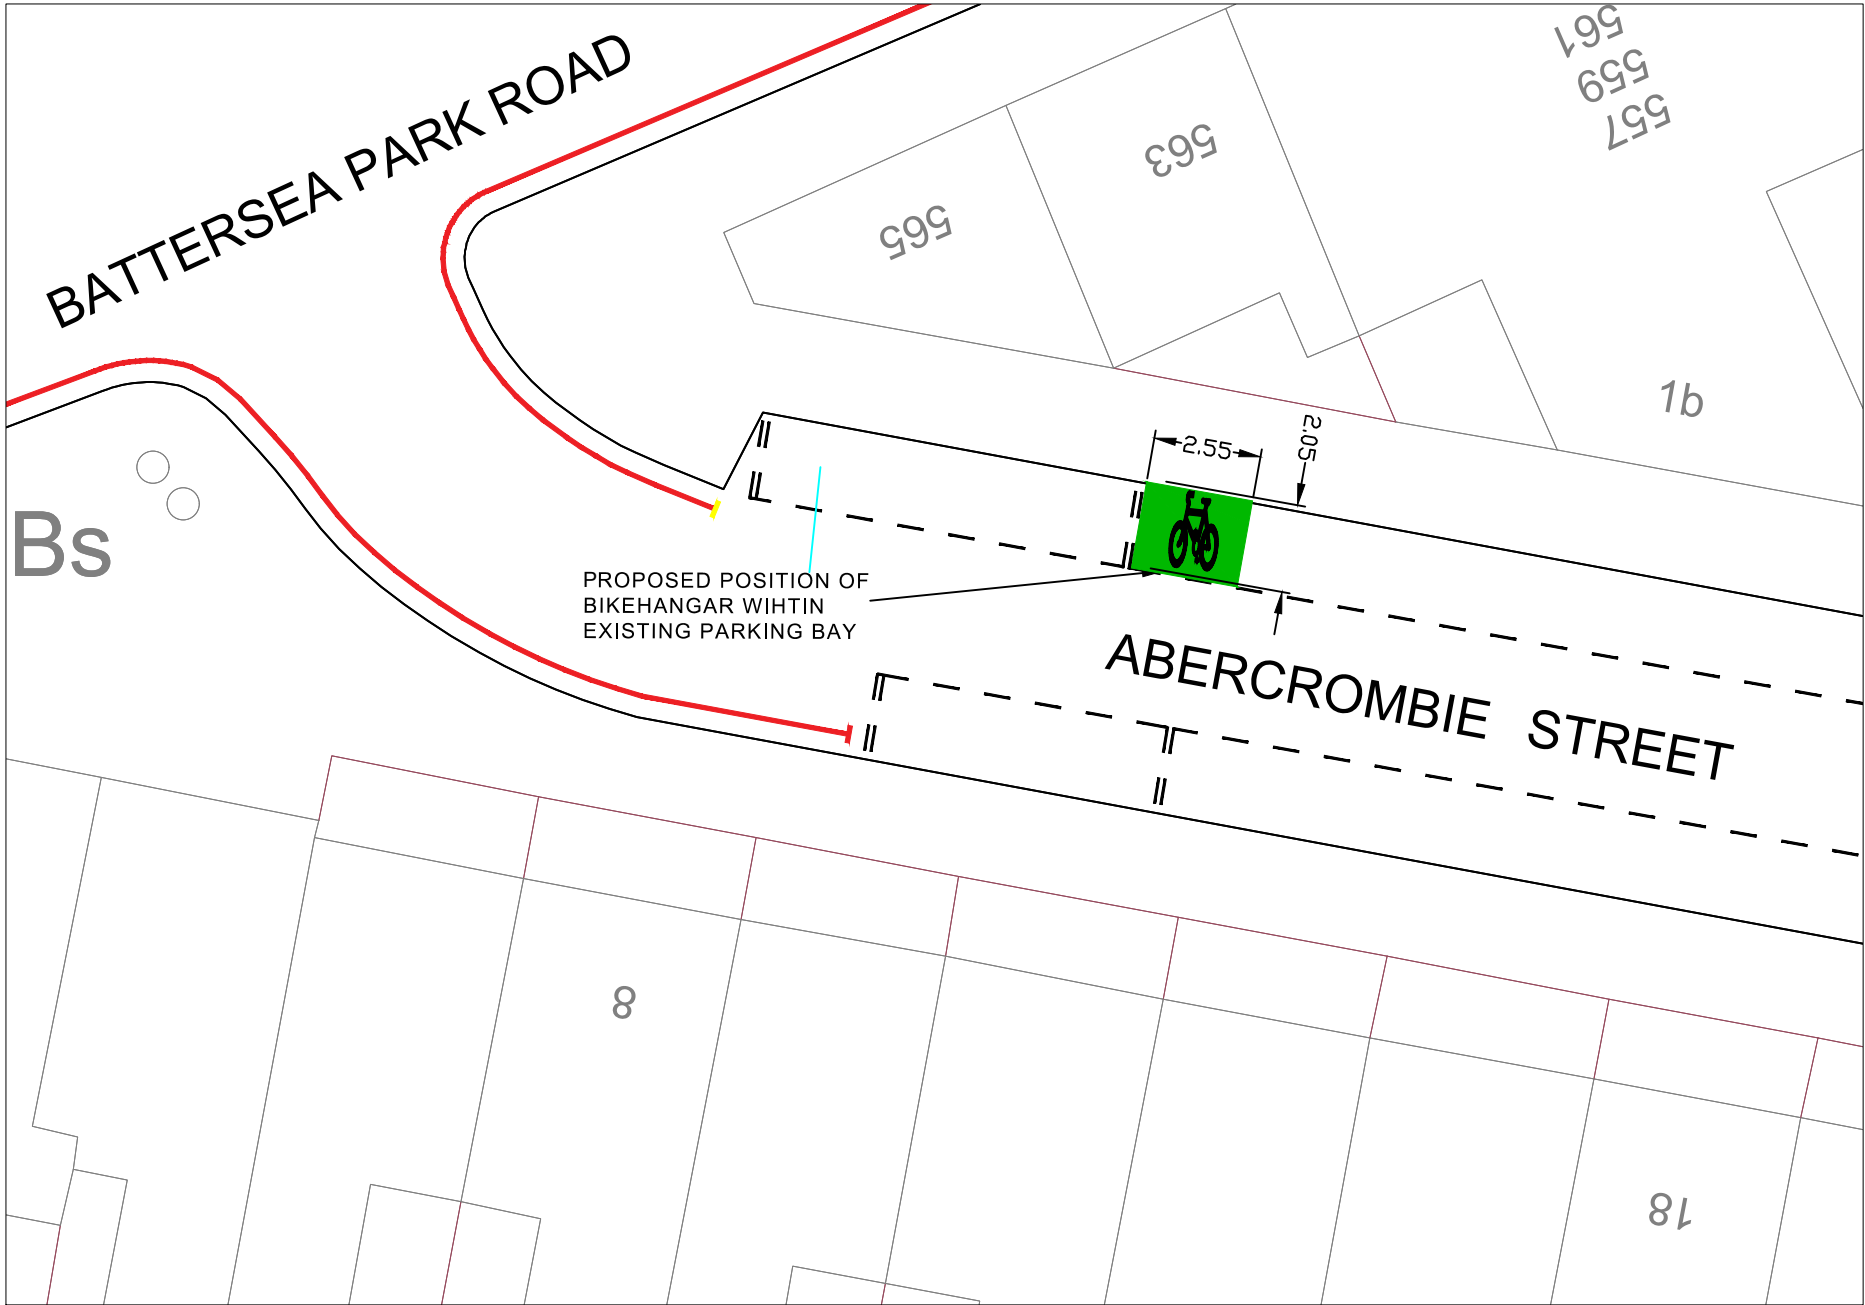 BATTERSEA PARK ROAD
561
559
557
563
565
1b
2.55
2.05
Bs
PROPOSED POSITION OF
BIKEHANGAR WIHTIN
EXISTING PARKING BAY
ABERCROMBIE STREET
8
18